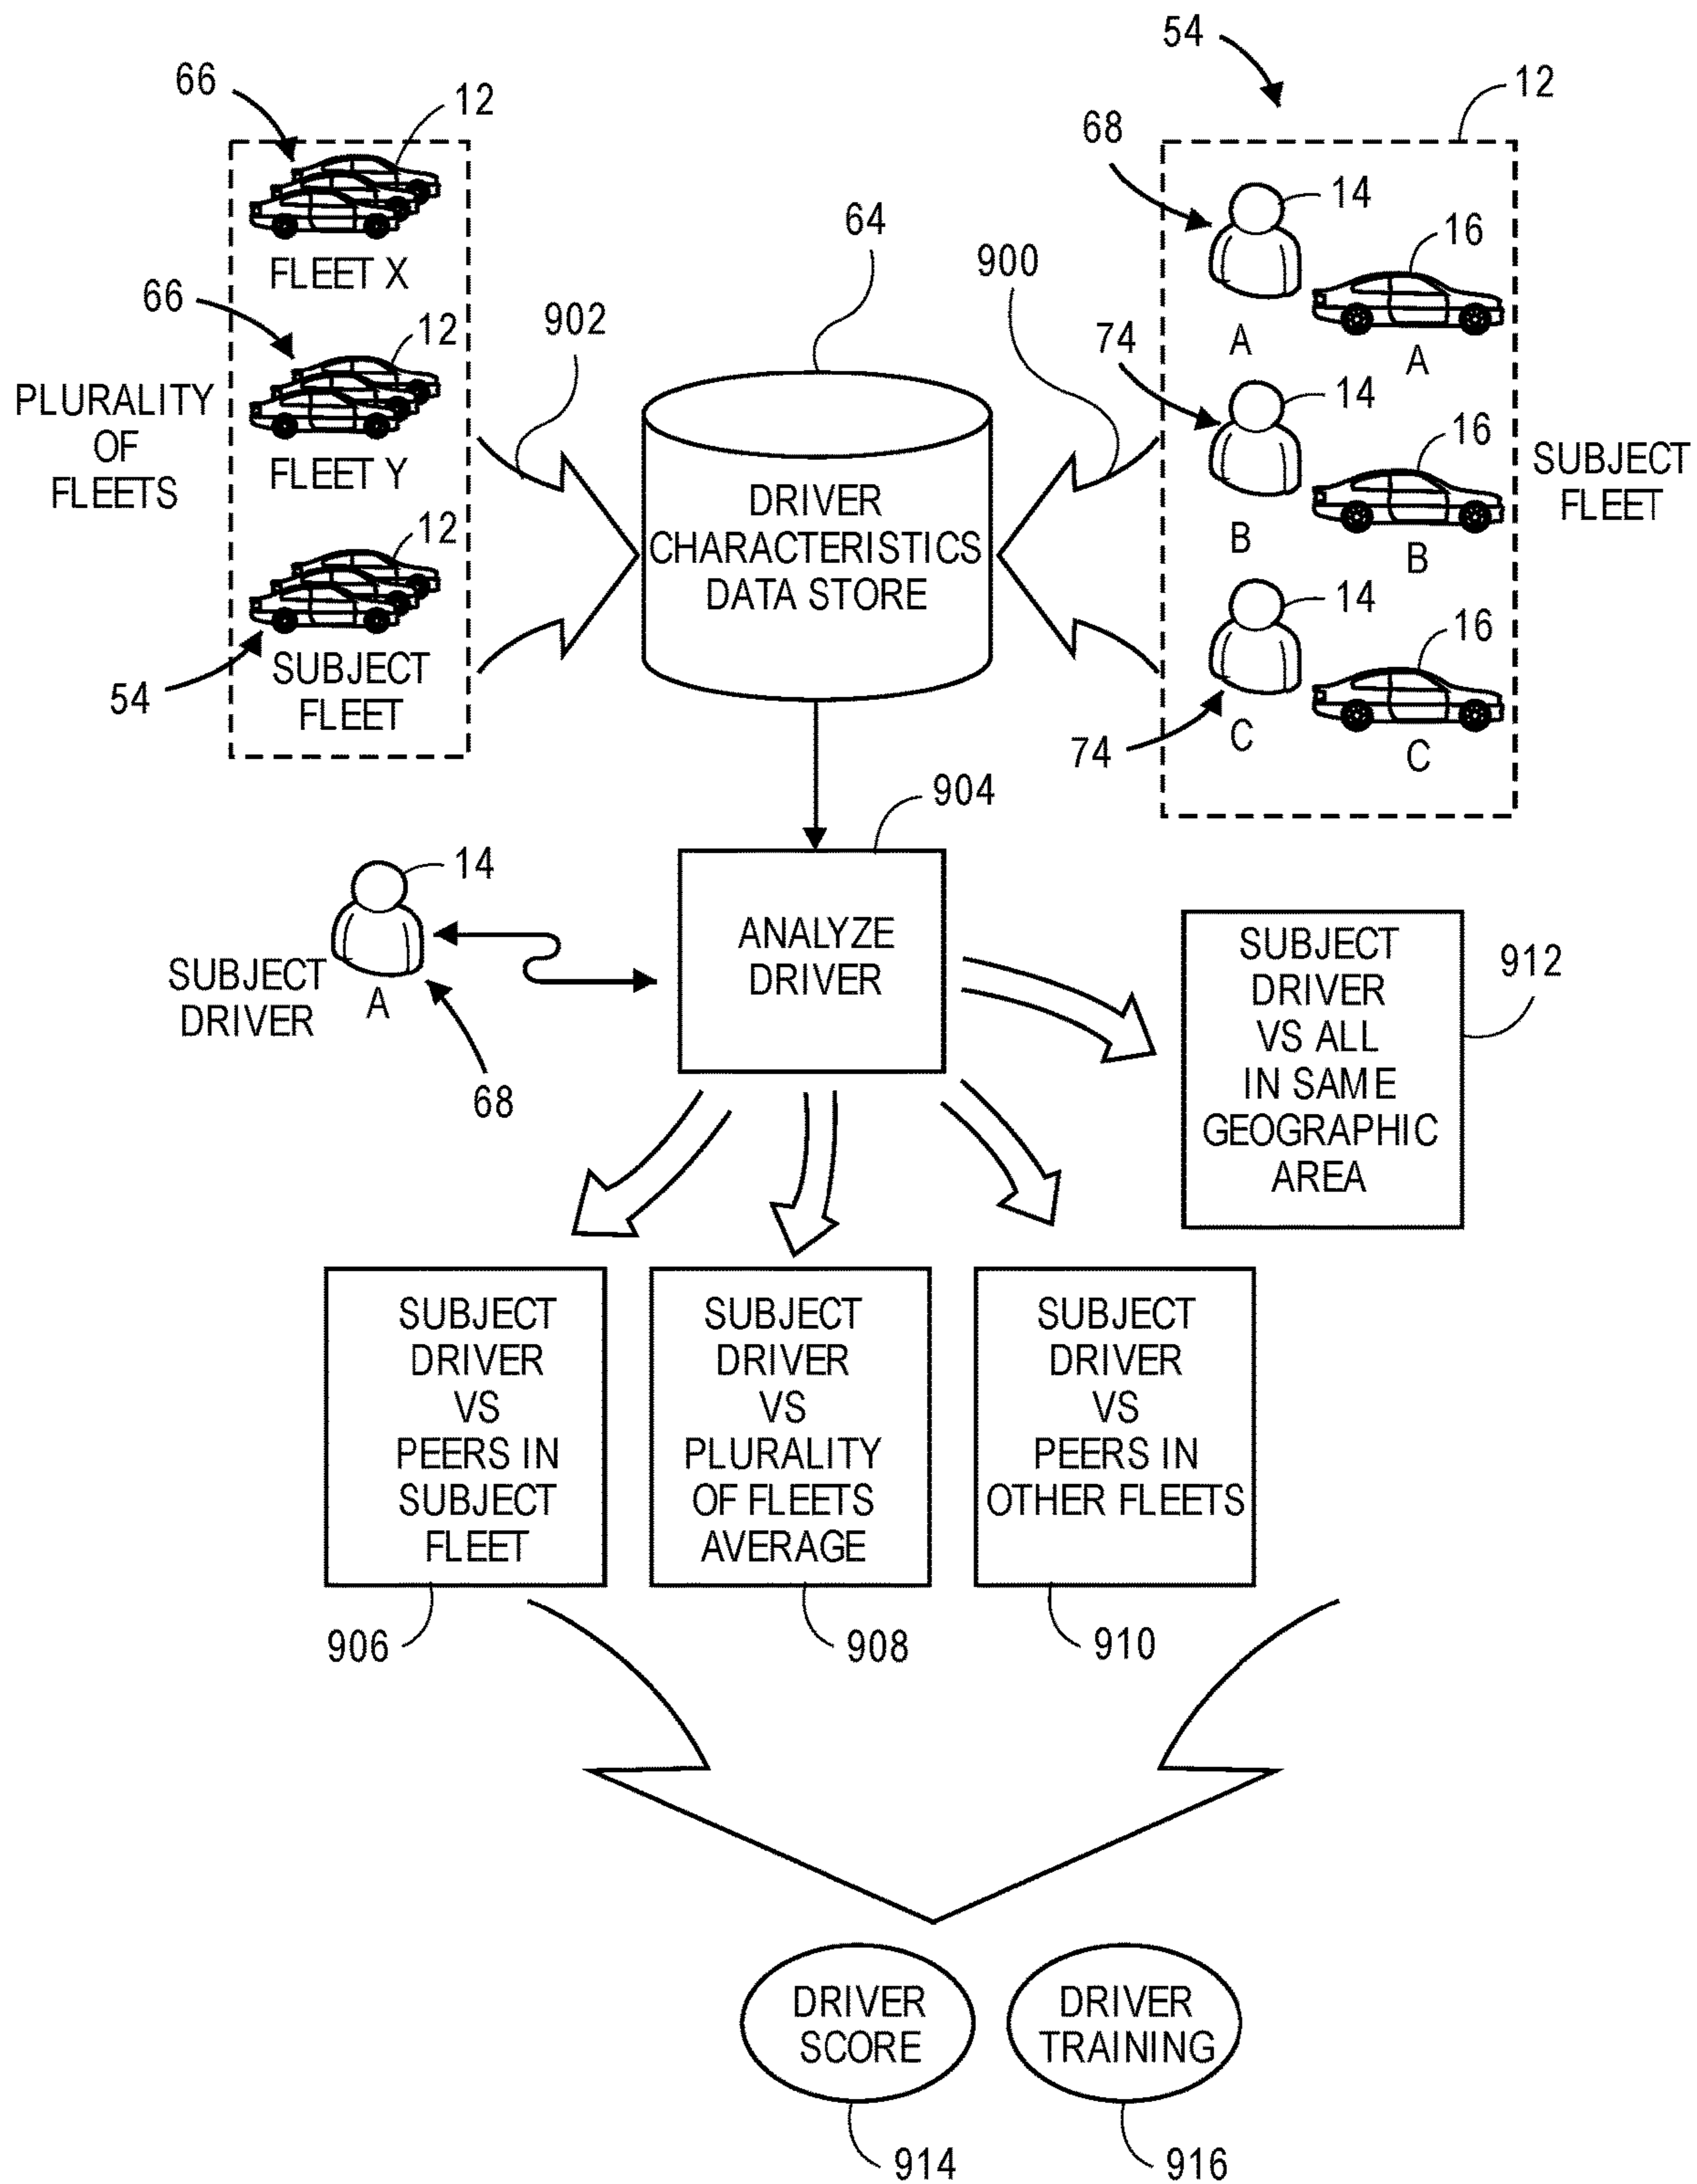 54
66
12
12
68
14
64
16
900
FLEET X
66
902
12
74
A
A
14
PLURALITY
OF
FLEETS
16
FLEET Y
SUBJECT
FLEET
DRIVER
CHARACTERISTICS
DATA STORE
12
B
B
14
16
SUBJECT
FLEET
54
74
C
C
904
14
ANALYZE
DRIVER
SUBJECT
DRIVER
A
68
SUBJECT
DRIVER
VS ALL
IN SAME
GEOGRAPHIC
AREA
912
SUBJECT
DRIVER
VS
PEERS IN
SUBJECT
FLEET
SUBJECT
DRIVER
VS
PLURALITY
OF FLEETS
AVERAGE
SUBJECT
DRIVER
VS
PEERS IN
OTHER FLEETS
906
908
910
DRIVER
SCORE
DRIVER
TRAINING
914
916